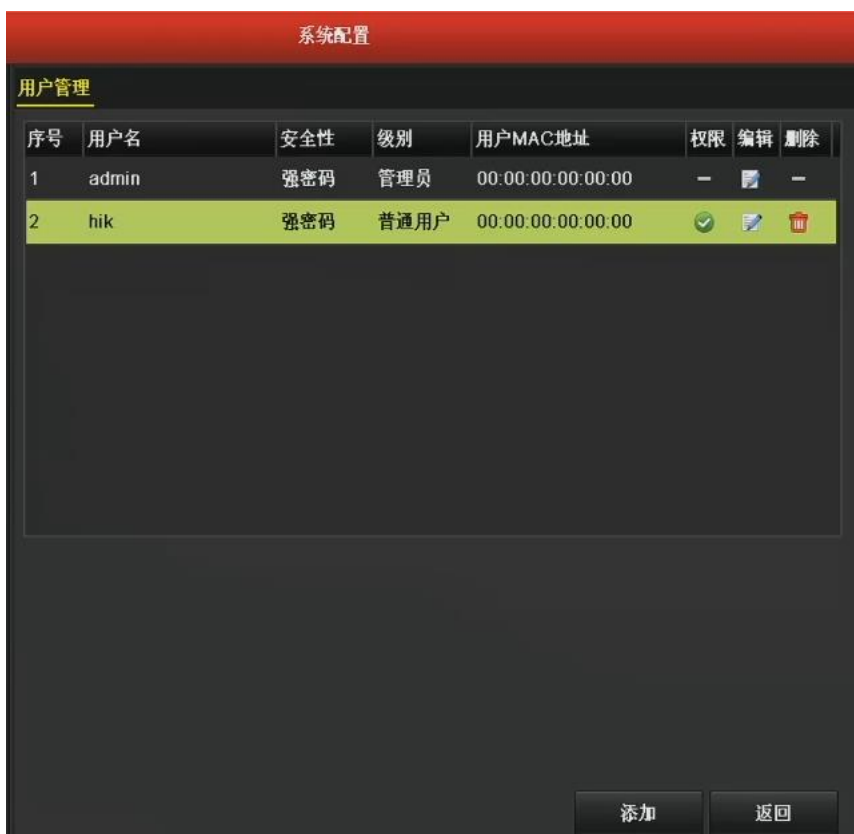 系统配置
用户管理
序号 用户名 安全性 级别 用户MAC地址 权限 编辑 删除
1 admin 强密码 管理员 00:00:00:00:00:00 – –
2 hik 强密码 普通用户 00:00:00:00:00:00
添加 返回